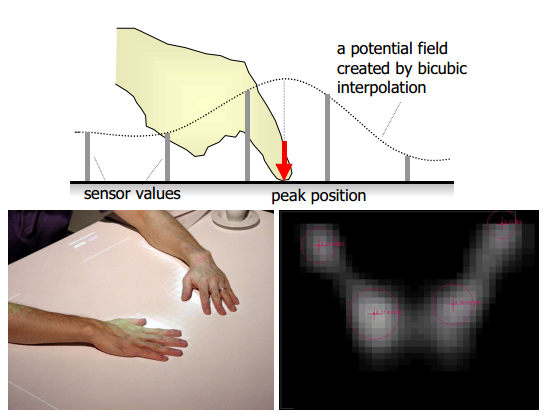 a potential field
created by bicubic
interpolation
sensor values
peak position